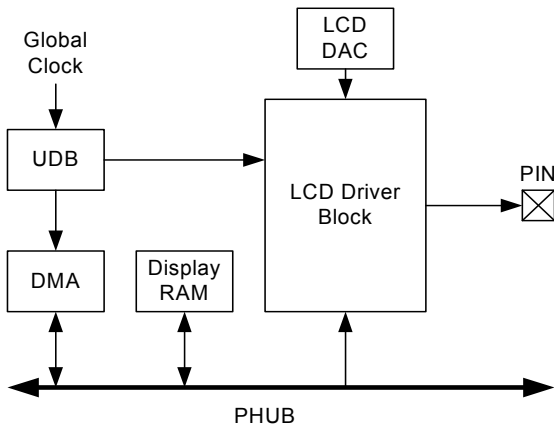 Global
Clock
LCD
DAC
UDB
LCD Driver
Block
PIN
DMA
Display
RAM
PHUB